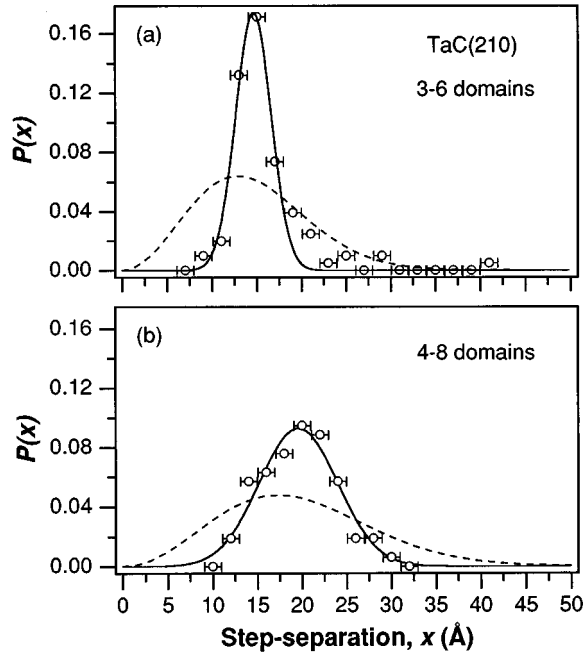 (a)
TaC(210)
3-6 domains
P(x)
0.16
0.12
0.08
0.04
0.00
(b)
4-8 domains
P(x)
0.16
0.12
0.08
0.04
0.00
0 5 10 15 20 25 30 35 40 45 50
Step-separation, x (Å)